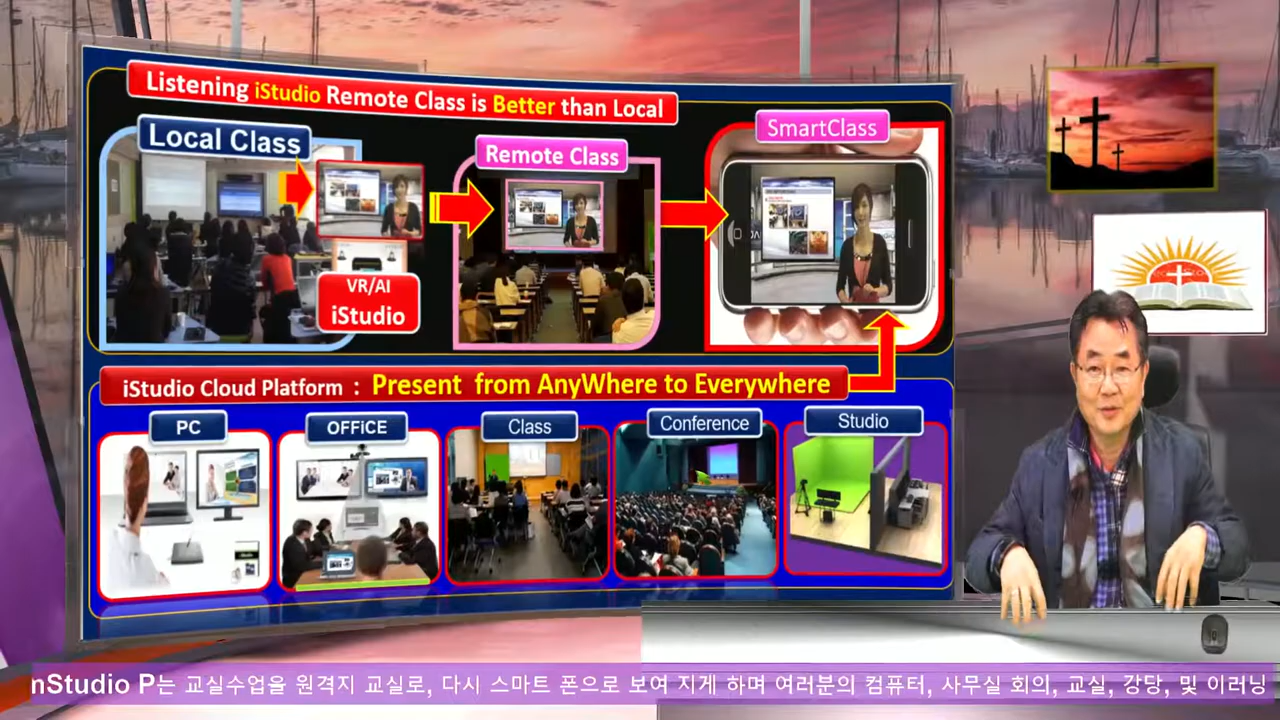 Listening iStudio Remote Class is Better than Local
Local Class
Remote Class
SmartClass
VR/AI
iStudio
iStudio Cloud Platform : Present from AnyWhere to Everywhere
PC
OFFiCE
Class
Conference
Studio
nStudio P는 교실수업을 원격지 교실로, 다시 스마트 폰으로 보여 지게 하며 여러분의 컴퓨터, 사무실 회의, 교실, 강당, 및 이러닝